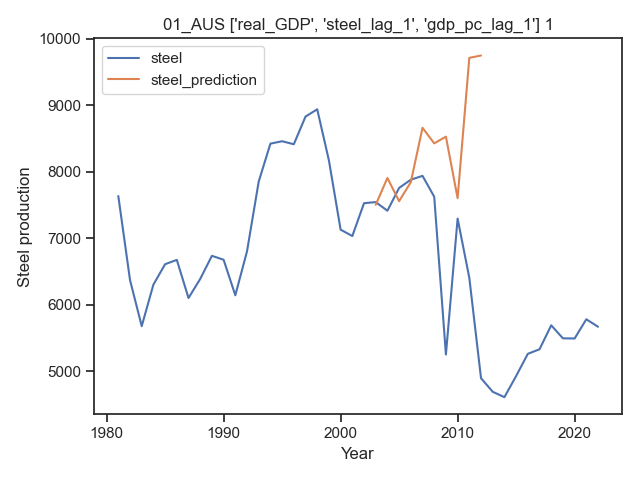 01_AUS ['real_GDP', 'steel_lag_1', 'gdp_pc_lag_1'] 1
steel
steel_prediction
10000
9000
8000
7000
6000
5000
Steel production
1980
1990
2000
2010
2020
Year